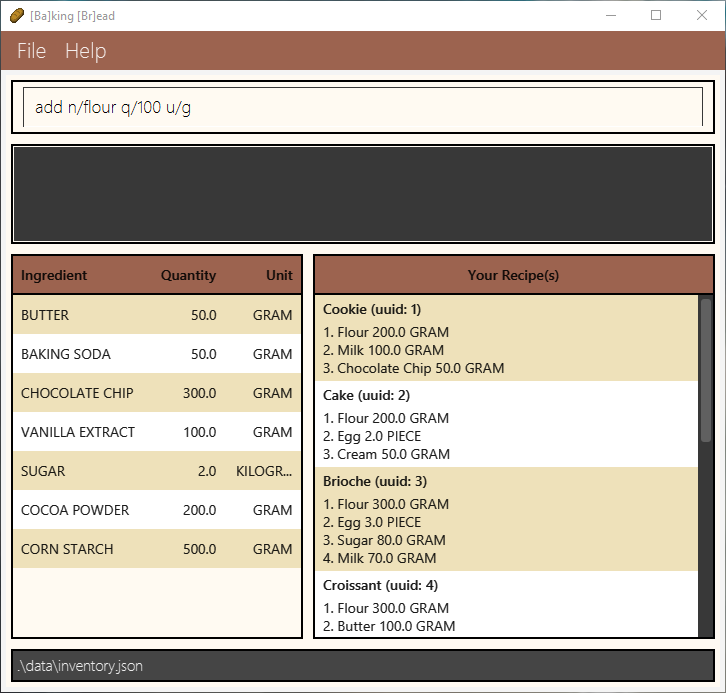 [Ba]king [Br]ead
File Help
add n/flour q/100 u/g
Ingredient Quantity Unit
BUTTER 50.0 GRAM
BAKING SODA 50.0 GRAM
CHOCOLATE CHIP 300.0 GRAM
VANILLA EXTRACT 100.0 GRAM
SUGAR 2.0 KILOGR...
COCOA POWDER 200.0 GRAM
CORN STARCH 500.0 GRAM
Your Recipe(s)
Cookie (uuid: 1)
1. Flour 200.0 GRAM
2. Milk 100.0 GRAM
3. Chocolate Chip 50.0 GRAM
Cake (uuid: 2)
1. Flour 200.0 GRAM
2. Egg 2.0 PIECE
3. Cream 50.0 GRAM
Brioche (uuid: 3)
1. Flour 300.0 GRAM
2. Egg 3.0 PIECE
3. Sugar 80.0 GRAM
4. Milk 70.0 GRAM
Croissant (uuid: 4)
1. Flour 300.0 GRAM
2. Butter 100.0 GRAM
.\data\inventory.json